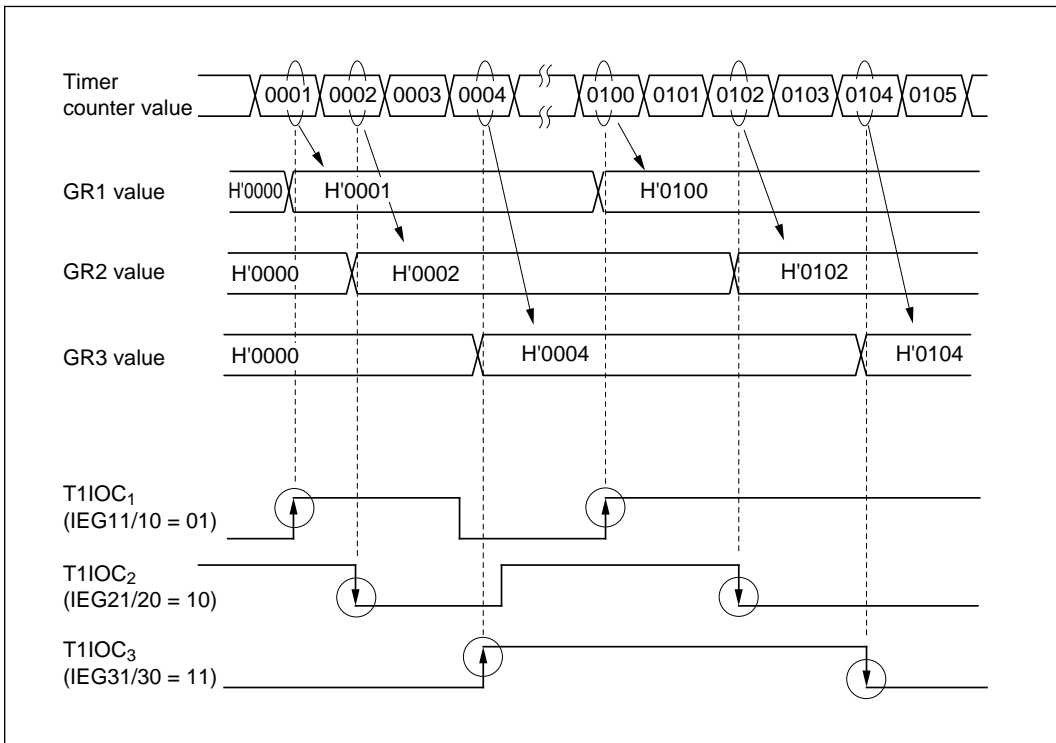 Timer
counter value
0001 0002 0003 0004 0100 0101 0102 0103 0104 0105
GR1 value
H'0000 H'0001 H'0100
GR2 value
H'0000 H'0002 H'0102
GR3 value
H'0000 H'0004 H'0104
T1IOC1
(IEG11/10 = 01)
T1IOC2
(IEG21/20 = 10)
T1IOC3
(IEG31/30 = 11)